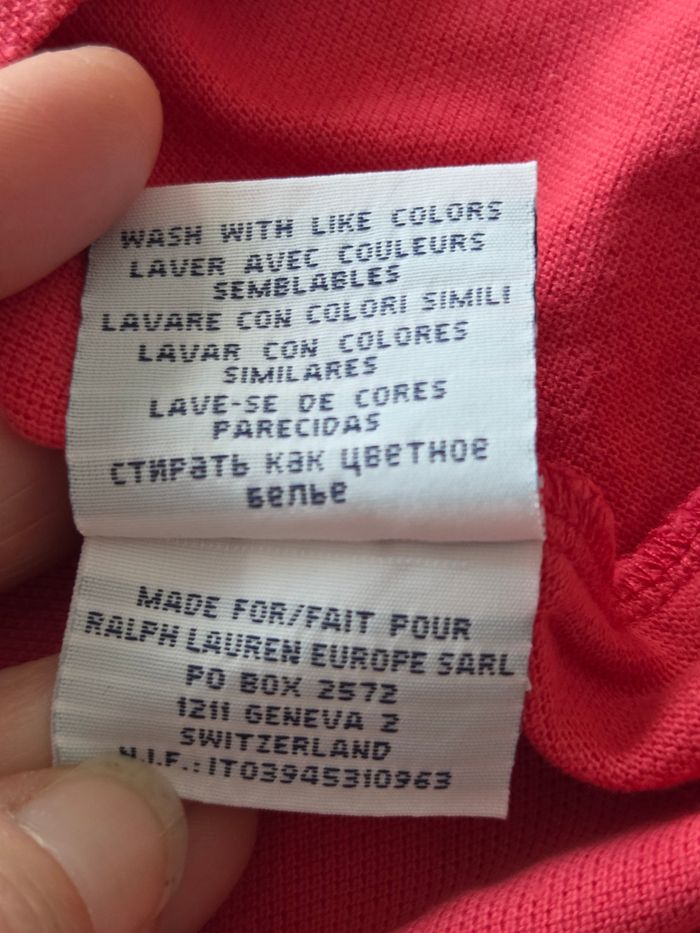 WASH WITH LIKE COLORS
LAVER AVEC COULEURS
SEMBLABLES
LAVARE CON COLORI SIMILI
LAVAR CON COLORES
SIMILARES
LAVE-SE DE CORES
PARECIDAS
СТИРАТЬ КАК ЦВЕТНОЕ
БЕЛЬЕ
MADE FOR/FAIT POUR
RALPH LAUREN EUROPE SARL
PO BOX 2572
1211 GENEVA 2
SWITZERLAND
N.I.F.: IT03945310963